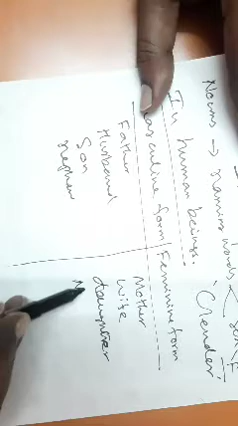 Nouns → naming words <
Gender
In human beings.
masculine form / Feminine form
Father Mother
Husband wife
Son daughter
nephew